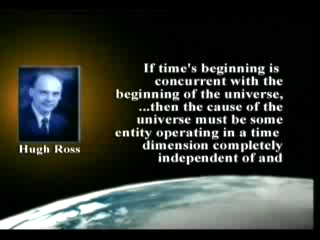 If time's beginning is
concurrent with the
beginning of the universe,
...then the cause of the
universe must be some
entity operating in a time
dimension completely
independent of and
Hugh Ross